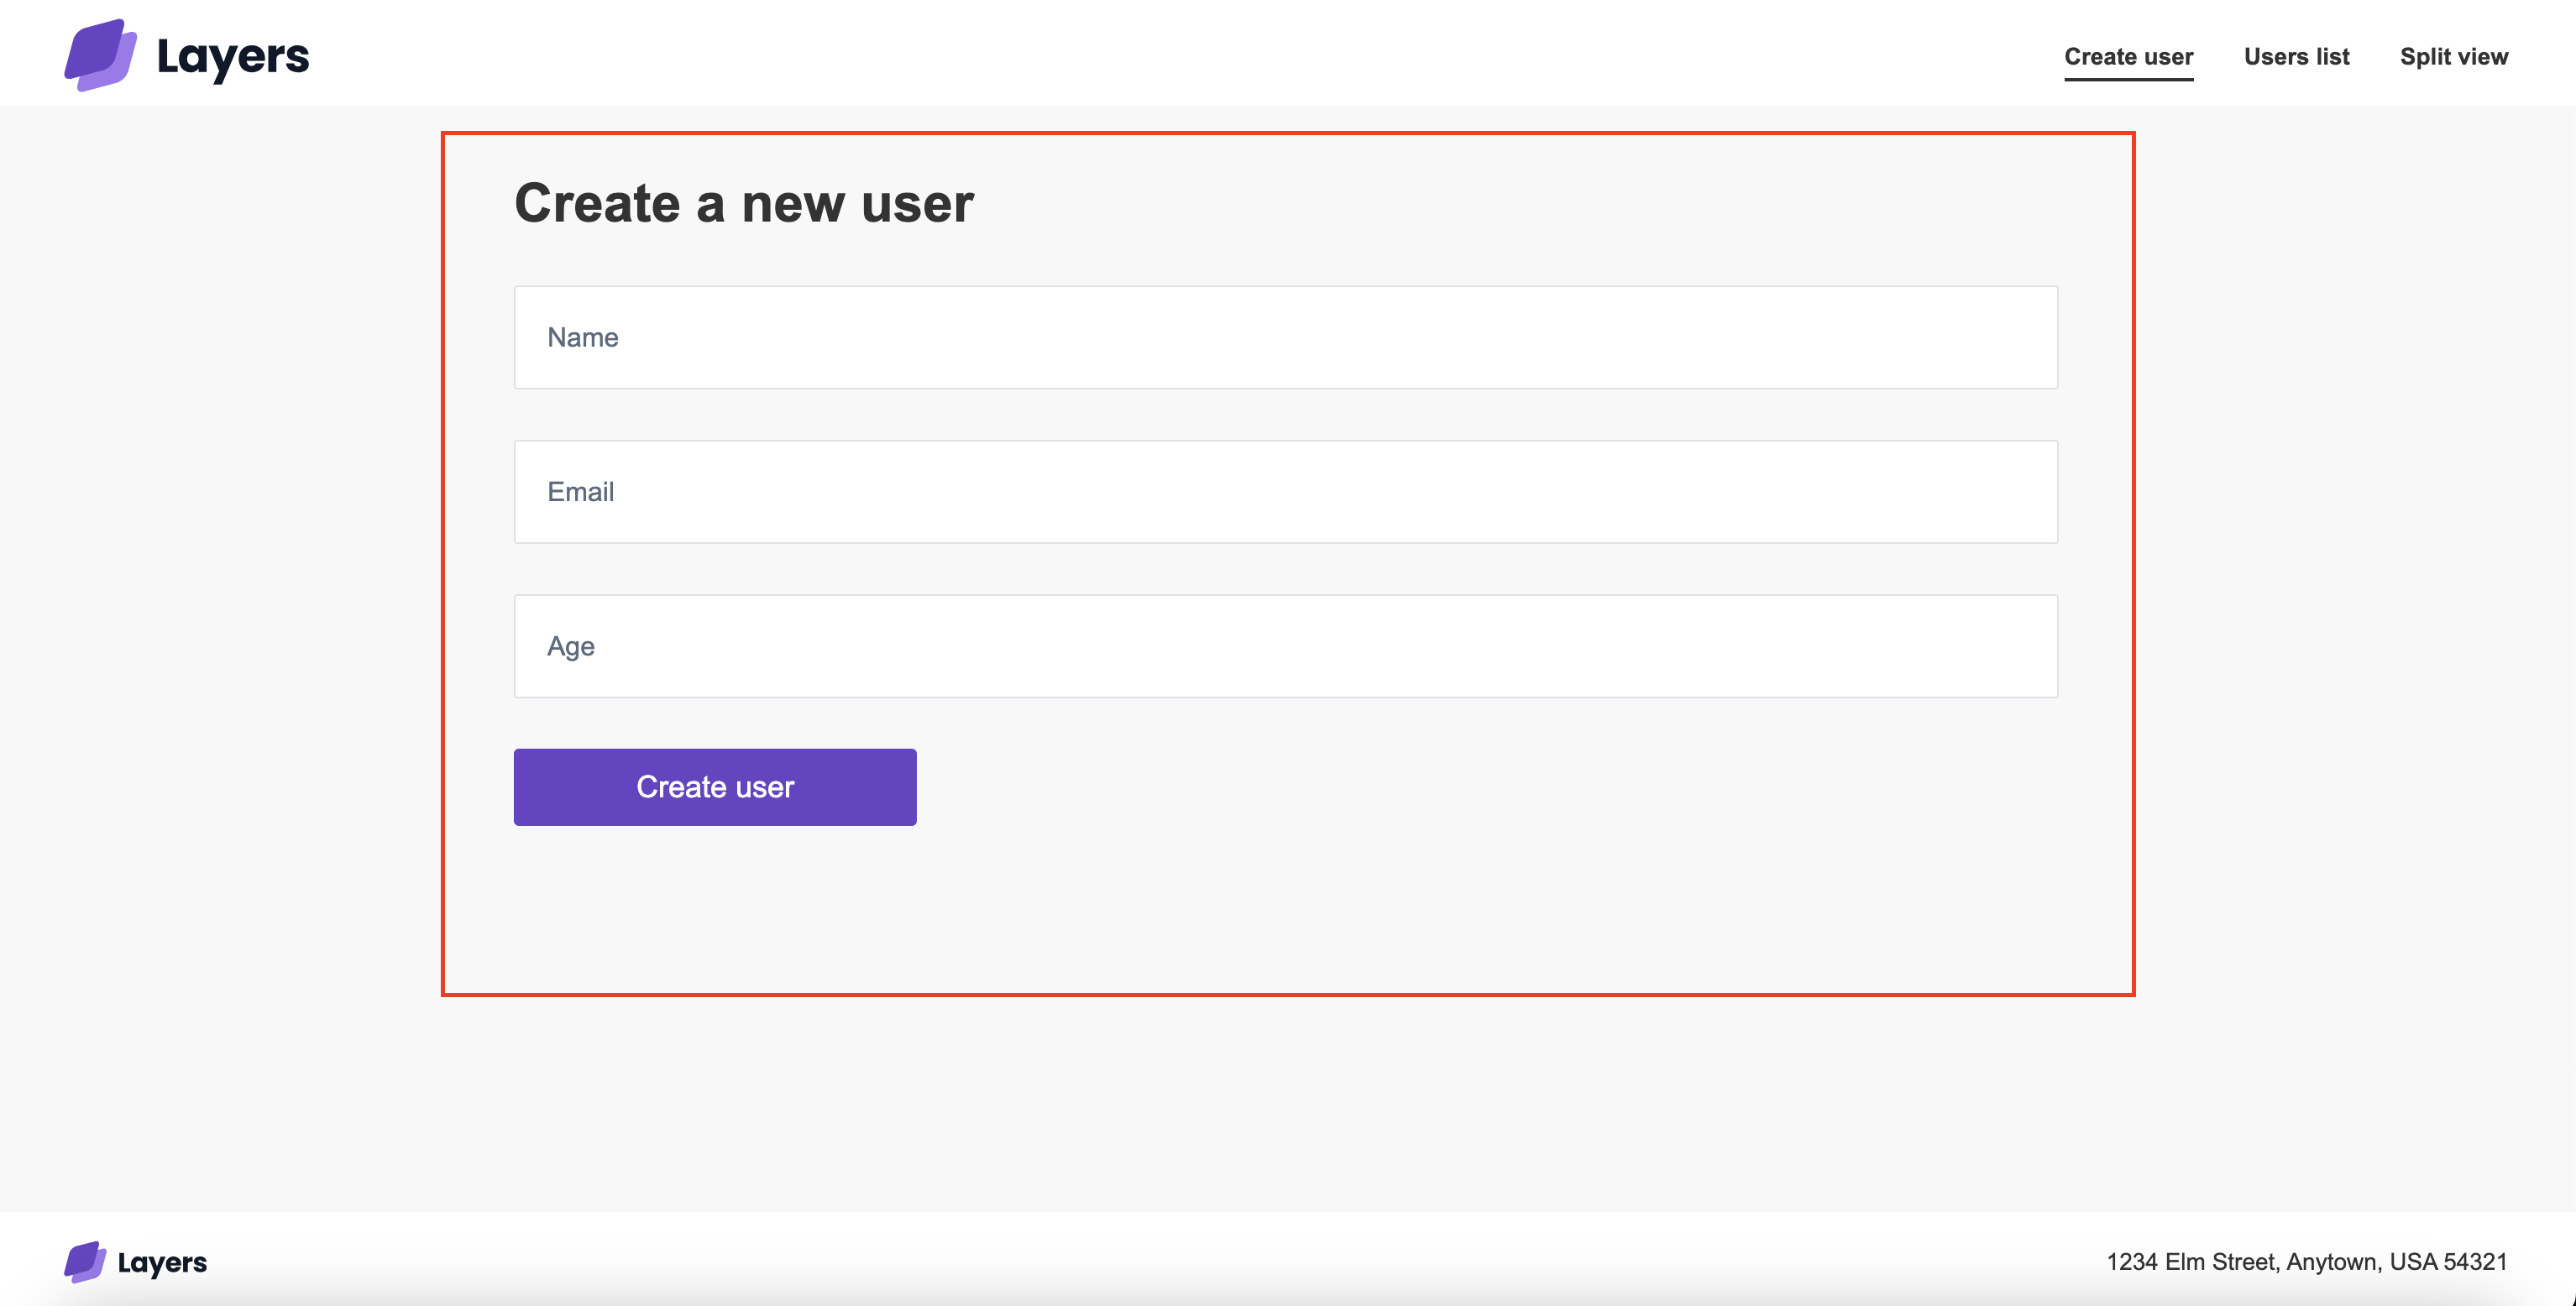 Layers
Create user
Users list
Split view
Create a new user
Name
Email
Age
Create user
Layers
1234 Elm Street, Anytown, USA 54321